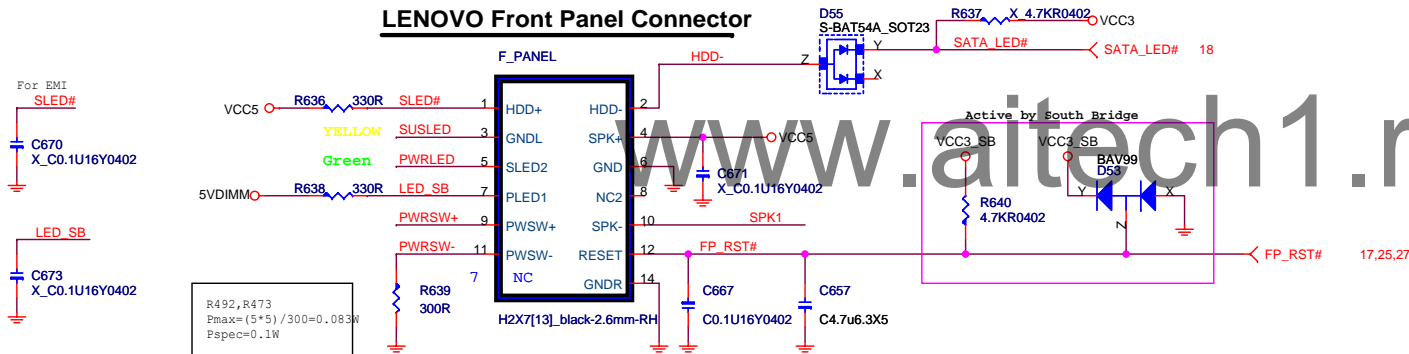 LENOVO Front Panel Connector
D55
S-BAT54A_SOT23
R637
X_4.7KR0402
VCC3
Y
SATA_LED#
SATA_LED# 18
Z
X
HDD-
F_PANEL
For EMI
SLED#
C670
X_C0.1U16Y0402
VCC5
R636
330R
SLED#
1
HDD+
HDD-
2
YELLOW
SUSLED
3
GNDL
SPK+
4
VCC5
Green
PWRLED
5
SLED2
GND
6
C671
X_C0.1U16Y0402
5VDIMM
R638
330R
LED_SB
7
PLED1
NC2
8
PWRSW+
9
PWSW+
SPK-
10
SPK1
PWRSW-
11
PWSW-
RESET
12
FP_RST#
7 NC
GNDR
14
H2X7[13]_black-2.6mm-RH
LED_SB
C673
X_C0.1U16Y0402
R639
300R
R492,R473
Pmax=(5*5)/300=0.083W
Pspec=0.1W
C667
C0.1U16Y0402
C657
C4.7u6.3X5
Active by South Bridge
VCC3_SB
VCC3_SB
BAV99
D53
Y
X
Z
R640
4.7KR0402
FP_RST# 17,25,27
www.aitech1.r